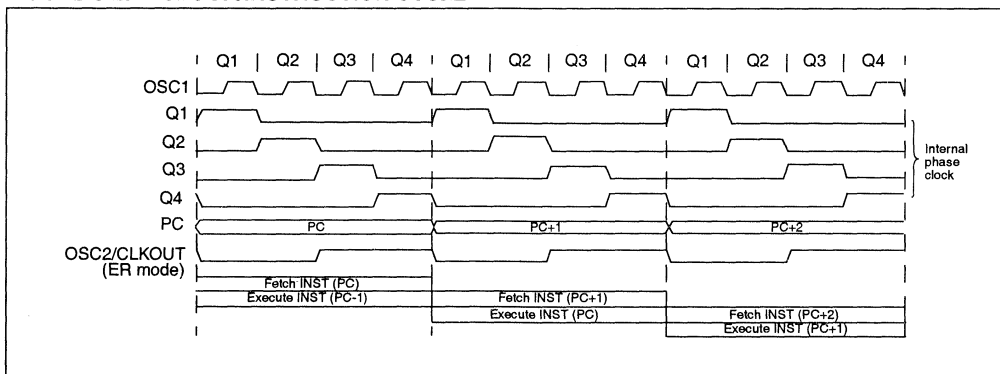 Q1 | Q2 | Q3 | Q4 | Q1 | Q2 | Q3 | Q4 | Q1 | Q2 | Q3 | Q4
OSC1
Q1
Q2
Q3
Q4
Internal
phase
clock
PC PC PC+1 PC+2
OSC2/CLKOUT
(ER mode)
Fetch INST (PC)
Execute INST (PC-1) Fetch INST (PC+1)
Execute INST (PC) Fetch INST (PC+2)
Execute INST (PC+1)